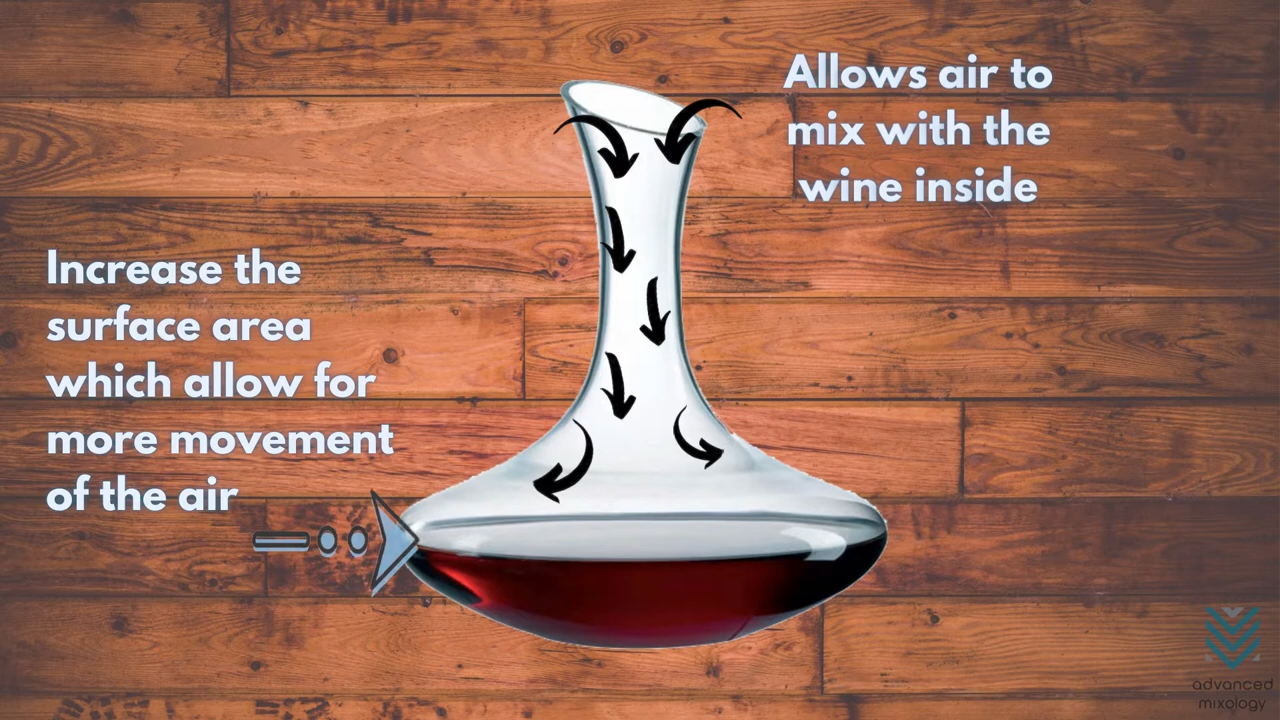 Allows air to
mix with the
wine inside
Increase the
surface area
which allow for
more movement
of the air
advanced
mixology